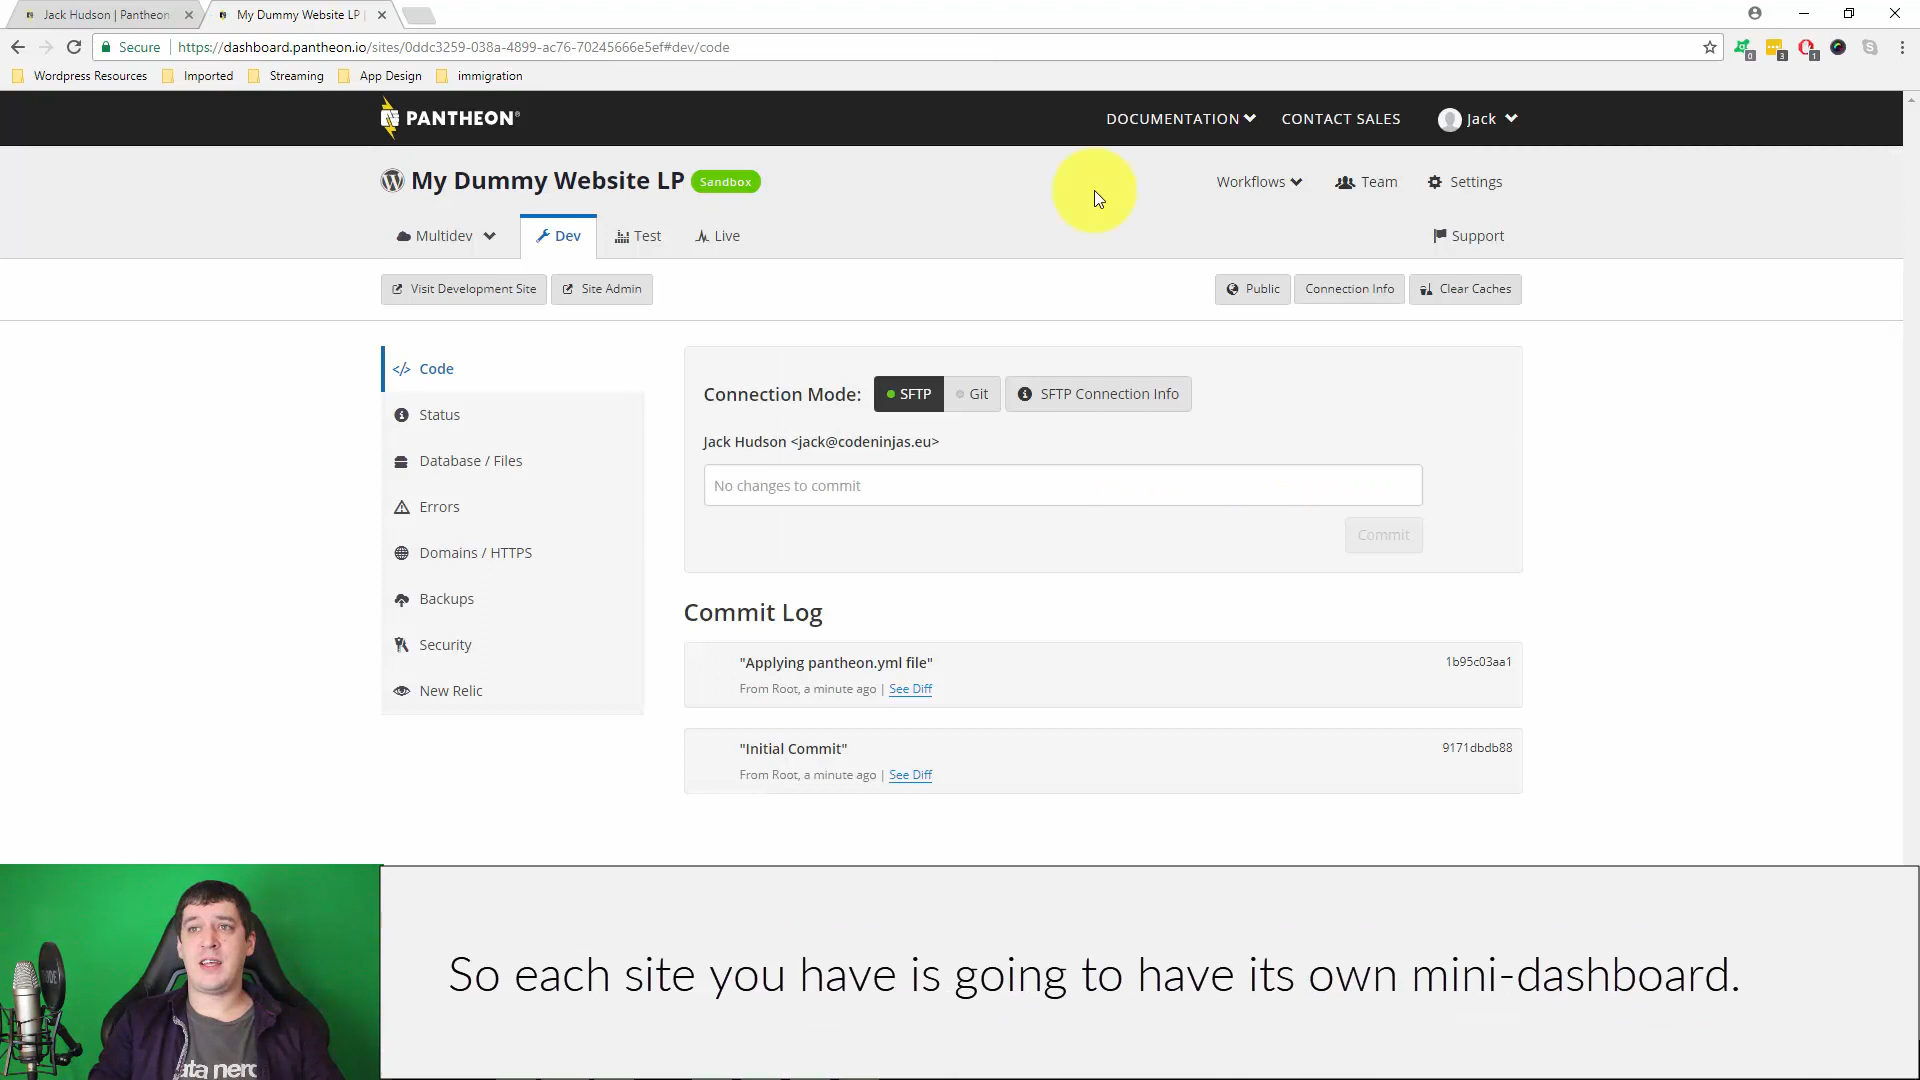 Jack Hudson | Pantheon
My Dummy Website LP |
Secure
https://dashboard.pantheon.io/sites/0ddc3259-038a-4899-ac76-70245666e5ef#dev/code
0
3
1
Wordpress Resources
Imported
Streaming
App Design
immigration
PANTHEON
DOCUMENTATION
CONTACT SALES
Jack
My Dummy Website LP
Sandbox
Workflows
Team
Settings
Multidev
Dev
Test
Live
Support
Visit Development Site
Site Admin
Public
Connection Info
Clear Caches
</> Code
Status
Database / Files
Errors
Domains / HTTPS
Backups
Security
New Relic
Connection Mode:
SFTP
Git
SFTP Connection Info
Jack Hudson <jack@codeninjas.eu>
No changes to commit
Commit
Commit Log
"Applying pantheon.yml file"
1b95c03aa1
From Root, a minute ago | See Diff
"Initial Commit"
9171dbdb88
From Root, a minute ago | See Diff
So each site you have is going to have its own mini-dashboard.